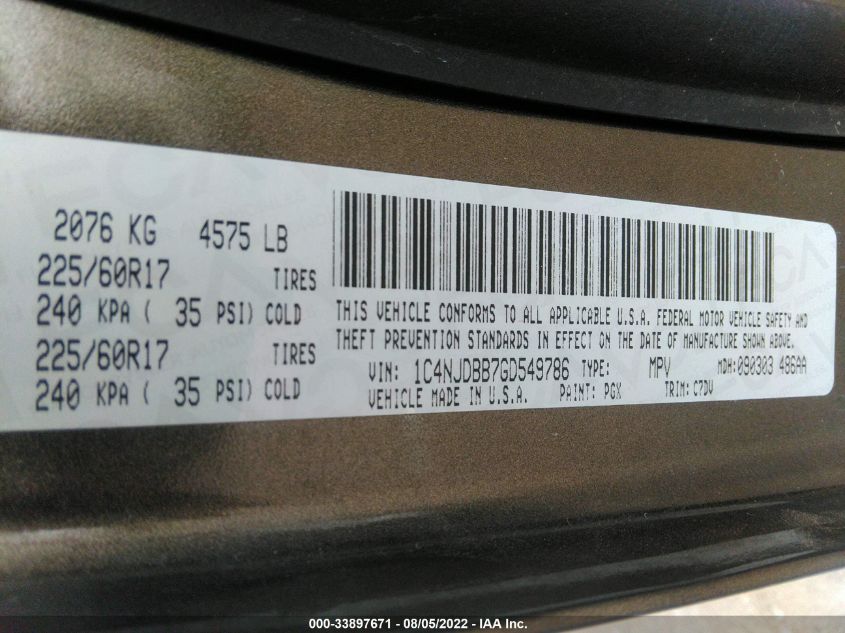 2076 KG 4575 LB
225/60R17 TIRES
240 KPA ( 35 PSI) COLD
225/60R17 TIRES
240 KPA ( 35 PSI) COLD
THIS VEHICLE CONFORMS TO ALL APPLICABLE U.S.A. FEDERAL MOTOR VEHICLE SAFETY AND
THEFT PREVENTION STANDARDS IN EFFECT ON THE DATE OF MANUFACTURE SHOWN ABOVE.
VIN: 1C4NJDBB7GD549786 TYPE: MPV MDH:090303 486AA
VEHICLE MADE IN U.S.A. PAINT: PGX TRIM: C7DV
000-33897671 - 08/05/2022 - IAA Inc.